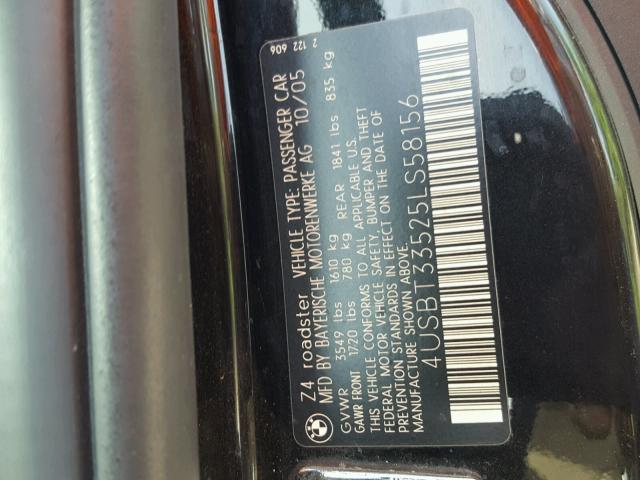 2 122 606
Z4 roadster VEHICLE TYPE: PASSENGER CAR
MFD BY BAYERISCHE MOTORENWERKE AG 10/05
GVWR 3549 lbs 1610 kg REAR 1841 lbs 835 kg
GAWR FRONT 1720 lbs 780 kg
THIS VEHICLE CONFORMS TO ALL APPLICABLE U.S.
FEDERAL MOTOR VEHICLE SAFETY, BUMPER AND THEFT
PREVENTION STANDARDS IN EFFECT ON THE DATE OF
MANUFACTURE SHOWN ABOVE.
4USBT33525LS58156